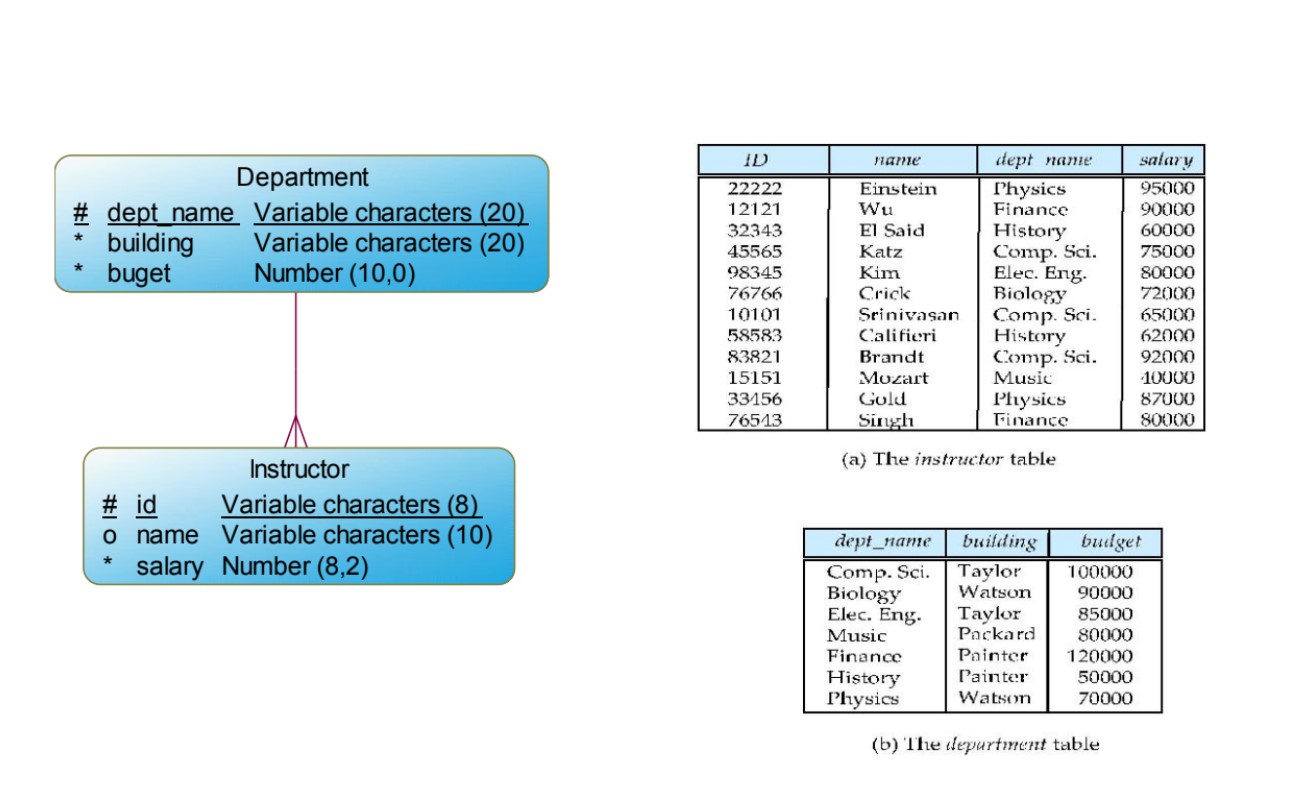 Department
# dept_name Variable characters (20)
* building Variable characters (20)
* buget Number (10,0)
Instructor
# id Variable characters (8)
o name Variable characters (10)
* salary Number (8,2)
ID name dept_name salary
22222 Einstein Physics 95000
12121 Wu Finance 90000
32343 El Said History 60000
45565 Katz Comp. Sci. 75000
98345 Kim Elec. Eng. 80000
76766 Crick Biology 72000
10101 Srinivasan Comp. Sci. 65000
58583 Califieri History 62000
83821 Brandt Comp. Sci. 92000
15151 Mozart Music 40000
33456 Gold Physics 87000
76543 Singh Finance 80000
(a) The instructor table
dept_name building budget
Comp. Sci. Taylor 100000
Biology Watson 90000
Elec. Eng. Taylor 85000
Music Packard 80000
Finance Painter 120000
History Painter 50000
Physics Watson 70000
(b) The department table